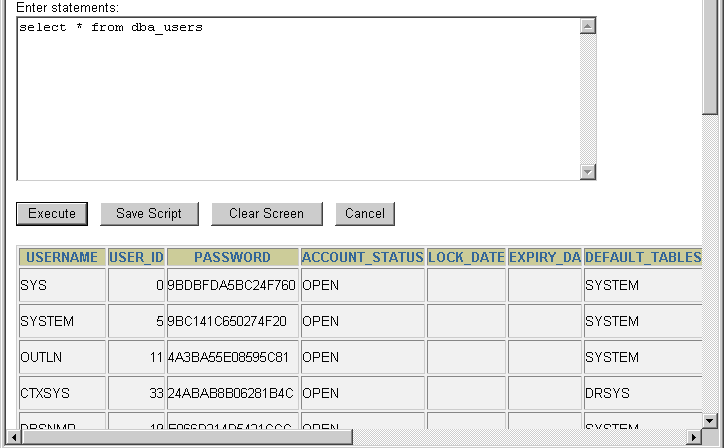 Enter statements:
select * from dba_users
Execute Save Script Clear Screen Cancel
USERNAME USER_ID PASSWORD ACCOUNT_STATUS LOCK_DATE EXPIRY_DA DEFAULT_TABLES
SYS 0 9BDBFDA5BC24F760 OPEN SYSTEM
SYSTEM 5 9BC141C650274F20 OPEN SYSTEM
OUTLN 11 4A3BA55E08595C81 OPEN SYSTEM
CTXSYS 33 24ABAB8B06281B4C OPEN DRSYS
DBSNMP 19 OPEN SYSTEM